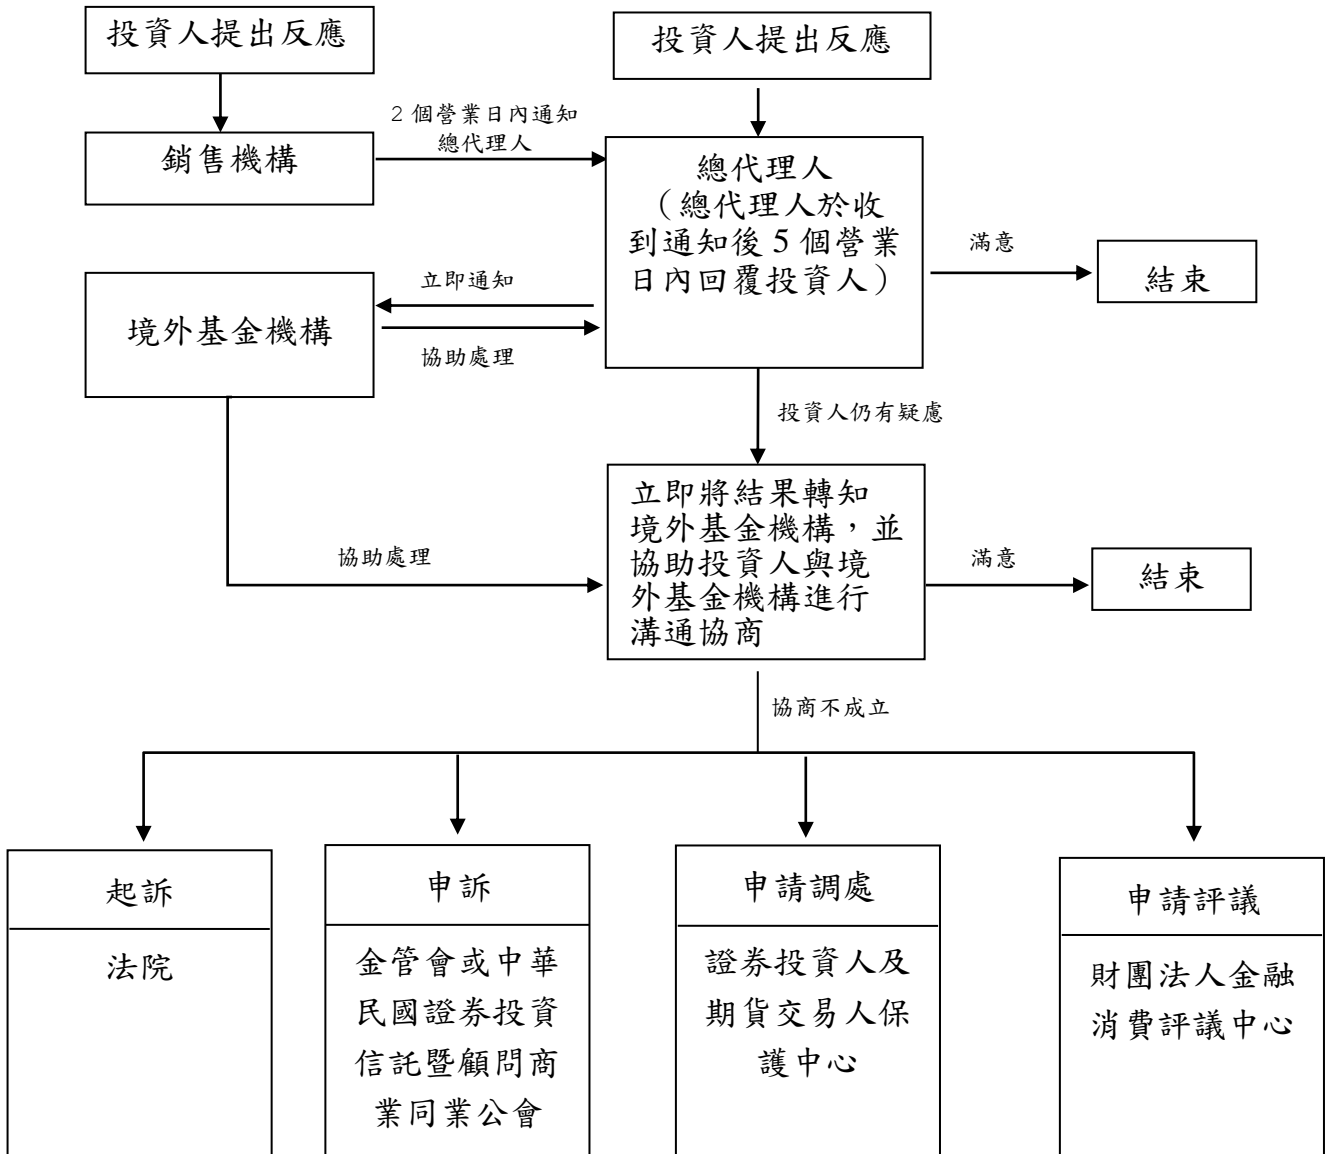 投資人提出反應
投資人提出反應
2 個營業日內通知
總代理人
銷售機構
總代理人
（總代理人於收
到通知後 5 個營業
日內回覆投資人）
滿意
結束
立即通知
境外基金機構
協助處理
投資人仍有疑慮
立即將結果轉知
境外基金機構，並
協助投資人與境
外基金機構進行
溝通協商
協助處理
滿意
結束
協商不成立
起訴
法院
申訴
金管會或中華
民國證券投資
信託暨顧問商
業同業公會
申請調處
證券投資人及
期貨交易人保
護中心
申請評議
財團法人金融
消費評議中心